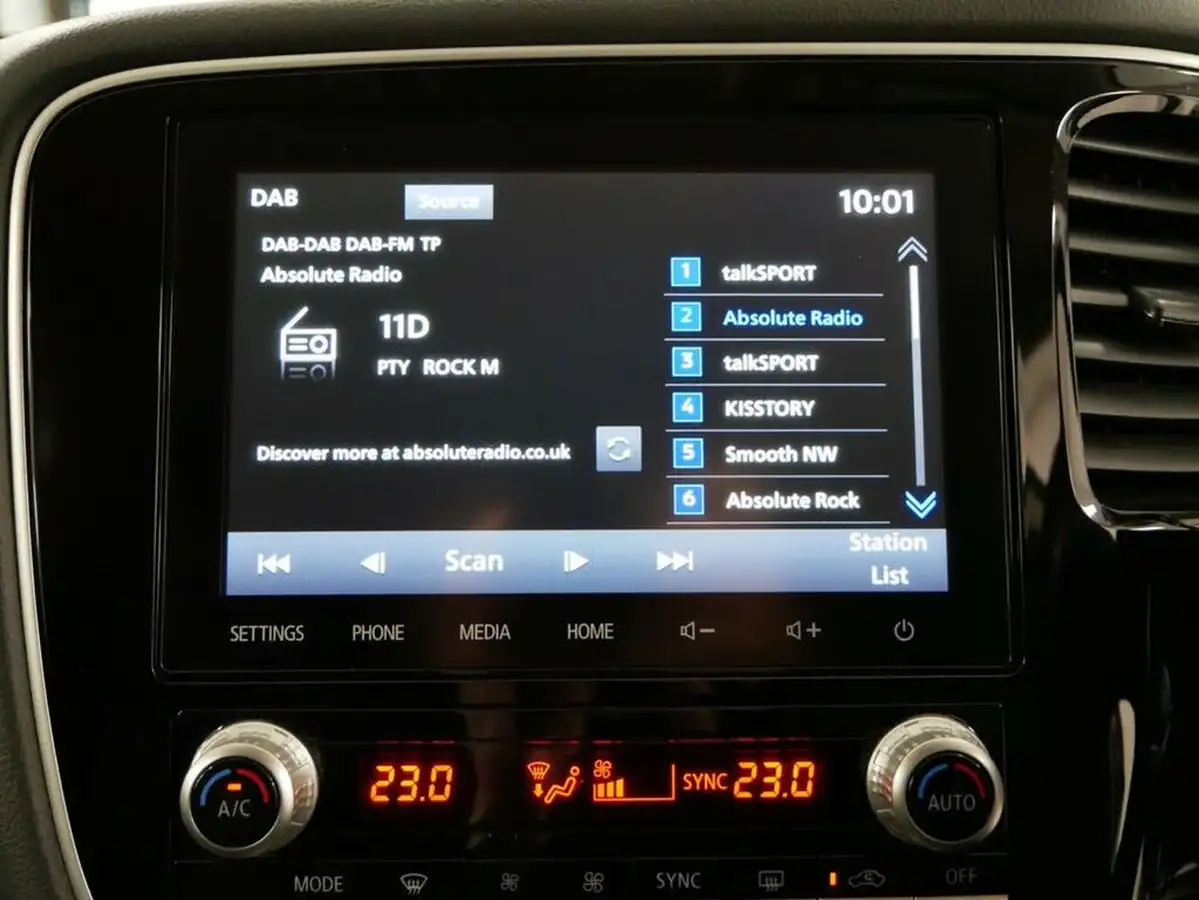 DAB Source 10:01
DAB-DAB DAB-FM TP
Absolute Radio
11D
PTY ROCK M
Discover more at absoluteradio.co.uk
1 talkSPORT
2 Absolute Radio
3 talkSPORT
4 KISSTORY
5 Smooth NW
6 Absolute Rock
Scan
Station
List
SETTINGS PHONE MEDIA HOME
23.0 SYNC 23.0
A/C
AUTO
MODE SYNC OFF